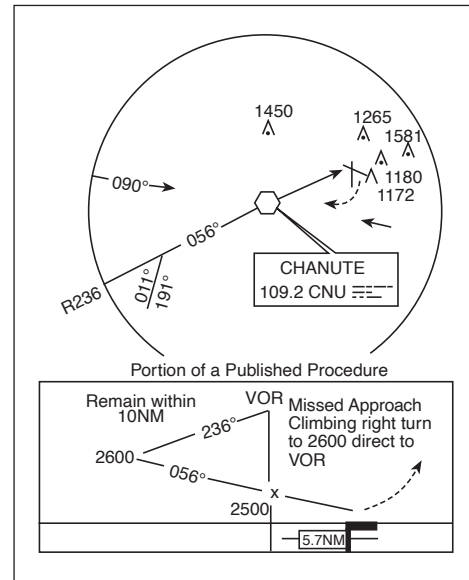 1450
1265
1581
1180
1172
090°
056°
R236
011°
191°
CHANUTE
109.2 CNU
Portion of a Published Procedure
Remain within
10NM
VOR
Missed Approach
Climbing right turn
to 2600 direct to
VOR
236°
2600
056°
x
2500
5.7NM